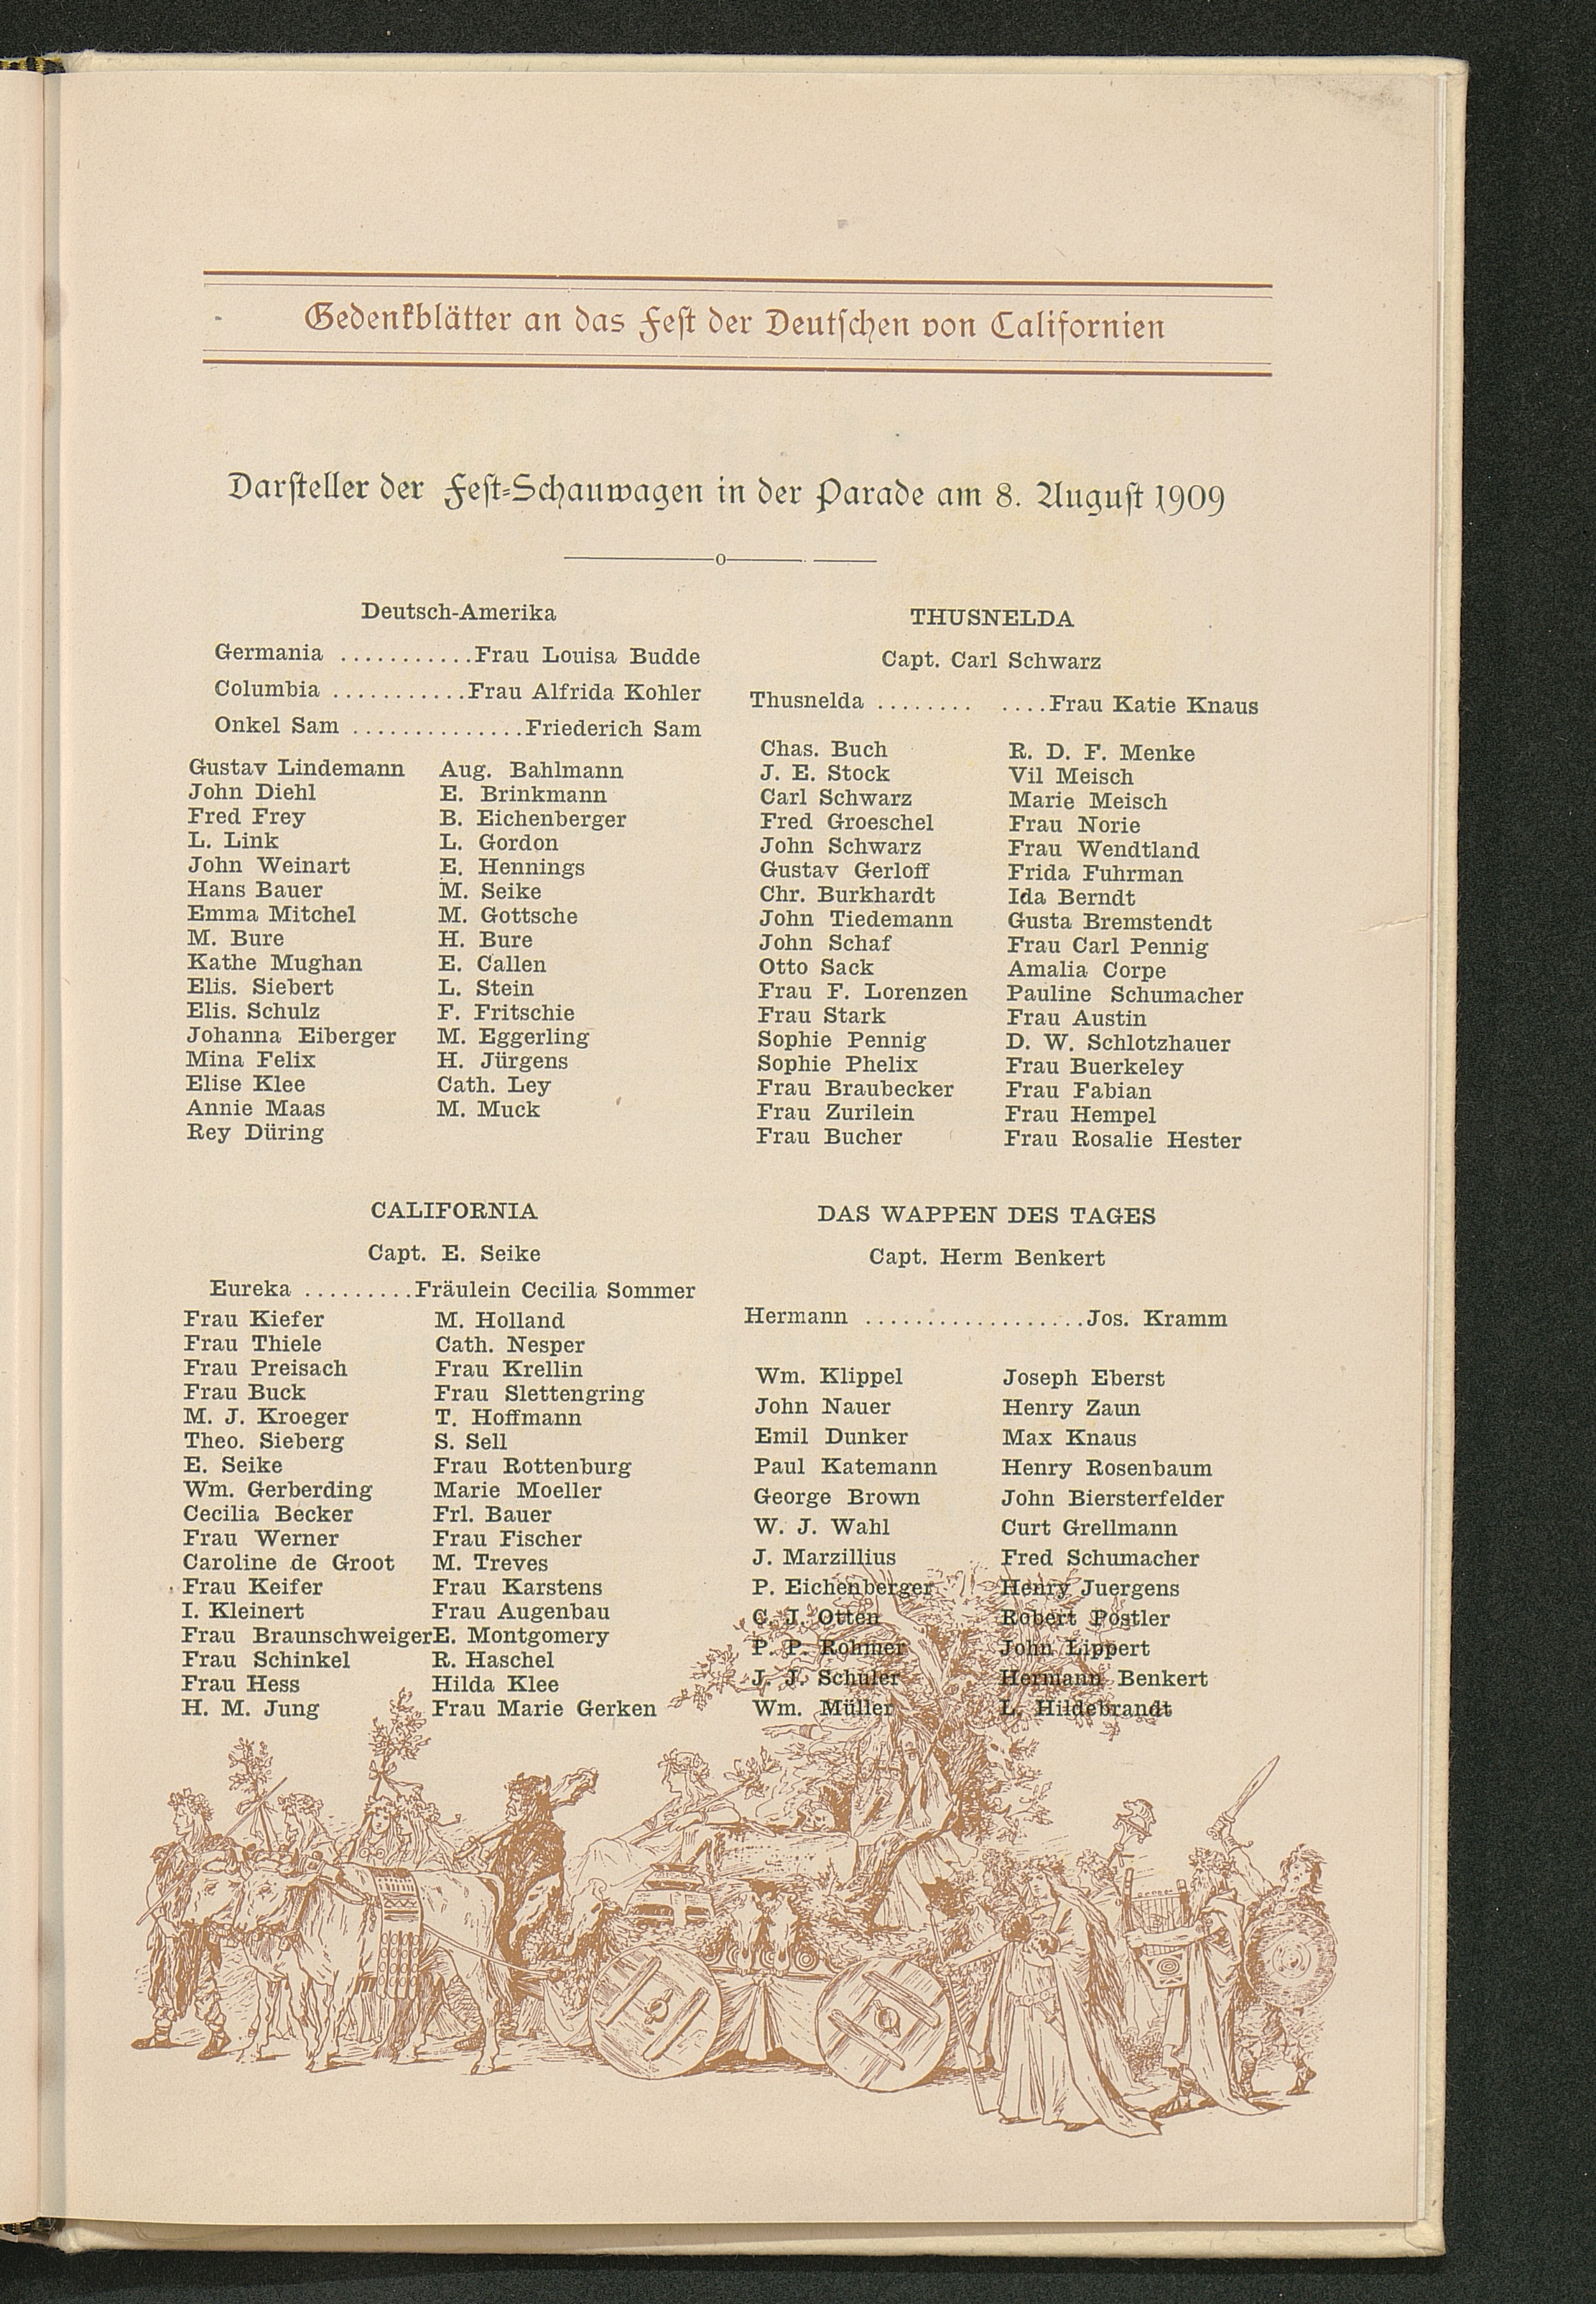 Gedenkblätter an das Fest der Deutschen von Californien
Darsteller der Fest-Schauwagen in der Parade am 8. August 1909
Deutsch-Amerika
Germania ...........Frau Louisa Budde
Columbia ...........Frau Alfrida Kohler
Onkel Sam ..............Friederich Sam
Gustav Lindemann Aug. Bahlmann
John Diehl E. Brinkmann
Fred Frey B. Eichenberger
L. Link L. Gordon
John Weinart E. Hennings
Hans Bauer M. Seike
Emma Mitchel M. Gottsche
M. Bure H. Bure
Kathe Mughan E. Callen
Elis. Siebert L. Stein
Elis. Schulz F. Fritschie
Johanna Eiberger M. Eggerling
Mina Felix H. Jürgens
Elise Klee Cath. Ley
Annie Maas M. Muck
Rey Düring
THUSNELDA
Capt. Carl Schwarz
Thusnelda ........ ....Frau Katie Knaus
Chas. Buch R. D. F. Menke
J. E. Stock Vil Meisch
Carl Schwarz Marie Meisch
Fred Groeschel Frau Norie
John Schwarz Frau Wendtland
Gustav Gerloff Frida Fuhrman
Chr. Burkhardt Ida Berndt
John Tiedemann Gusta Bremstendt
John Schaf Frau Carl Pennig
Otto Sack Amalia Corpe
Frau F. Lorenzen Pauline Schumacher
Frau Stark Frau Austin
Sophie Pennig D. W. Schlotzhauer
Sophie Phelix Frau Buerkeley
Frau Braubecker Frau Fabian
Frau Zurilein Frau Hempel
Frau Bucher Frau Rosalie Hester
CALIFORNIA
Capt. E. Seike
Eureka .........Fräulein Cecilia Sommer
Frau Kiefer M. Holland
Frau Thiele Cath. Nesper
Frau Preisach Frau Krellin
Frau Buck Frau Slettengring
M. J. Kroeger T. Hoffmann
Theo. Sieberg S. Sell
E. Seike Frau Rottenburg
Wm. Gerberding Marie Moeller
Cecilia Becker Frl. Bauer
Frau Werner Frau Fischer
Caroline de Groot M. Treves
Frau Keifer Frau Karstens
I. Kleinert Frau Augenbau
Frau Braunschweiger E. Montgomery
Frau Schinkel R. Haschel
Frau Hess Hilda Klee
H. M. Jung Frau Marie Gerken
DAS WAPPEN DES TAGES
Capt. Herm Benkert
Hermann ..................Jos. Kramm
Wm. Klippel Joseph Eberst
John Nauer Henry Zaun
Emil Dunker Max Knaus
Paul Katemann Henry Rosenbaum
George Brown John Biersterfelder
W. J. Wahl Curt Grellmann
J. Marzillius Fred Schumacher
P. Eichenberger Henry Juergens
C. J. Otten Robert Postler
P. P. Rohmer John Lippert
J. J. Schuler Hermann Benkert
Wm. Müller L. Hildebrandt